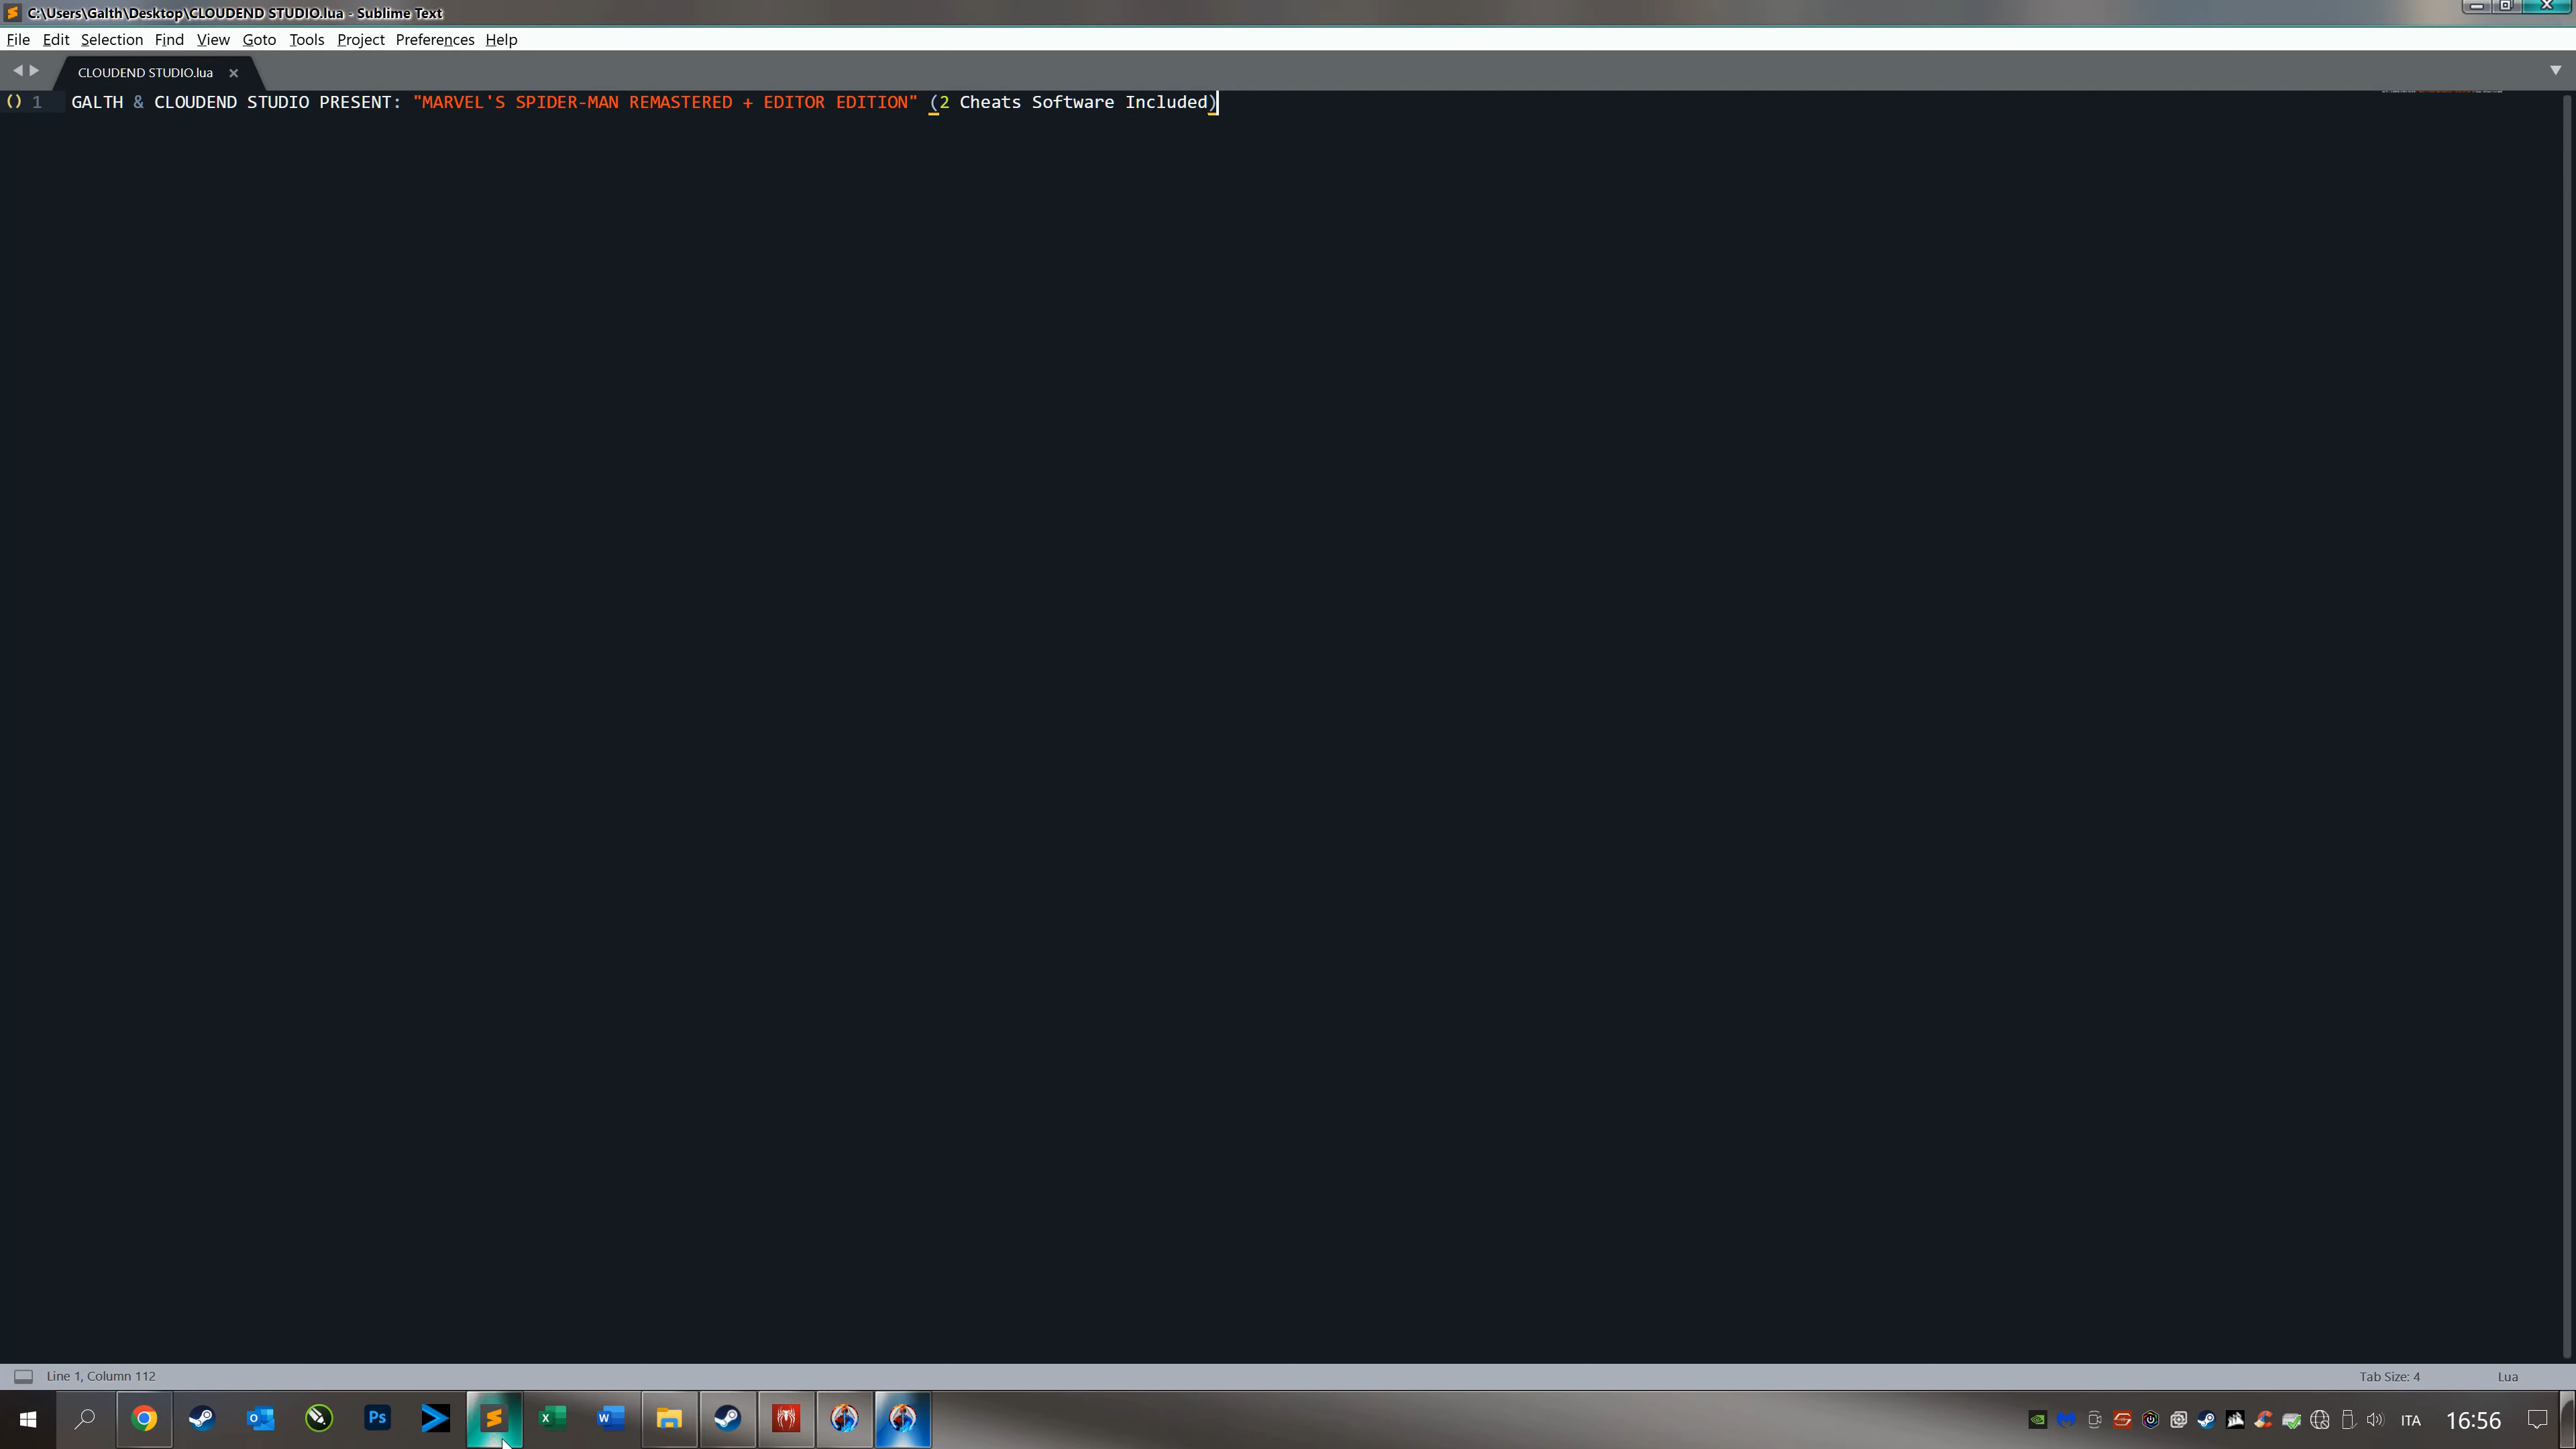 C:\Users\Galth\Desktop\CLOUDEND STUDIO.lua - Sublime Text
File Edit Selection Find View Goto Tools Project Preferences Help
CLOUDEND STUDIO.lua
1 GALTH & CLOUDEND STUDIO PRESENT: "MARVEL'S SPIDER-MAN REMASTERED + EDITOR EDITION" (2 Cheats Software Included)
Line 1, Column 112 Tab Size: 4 Lua
Ps ITA 16:56